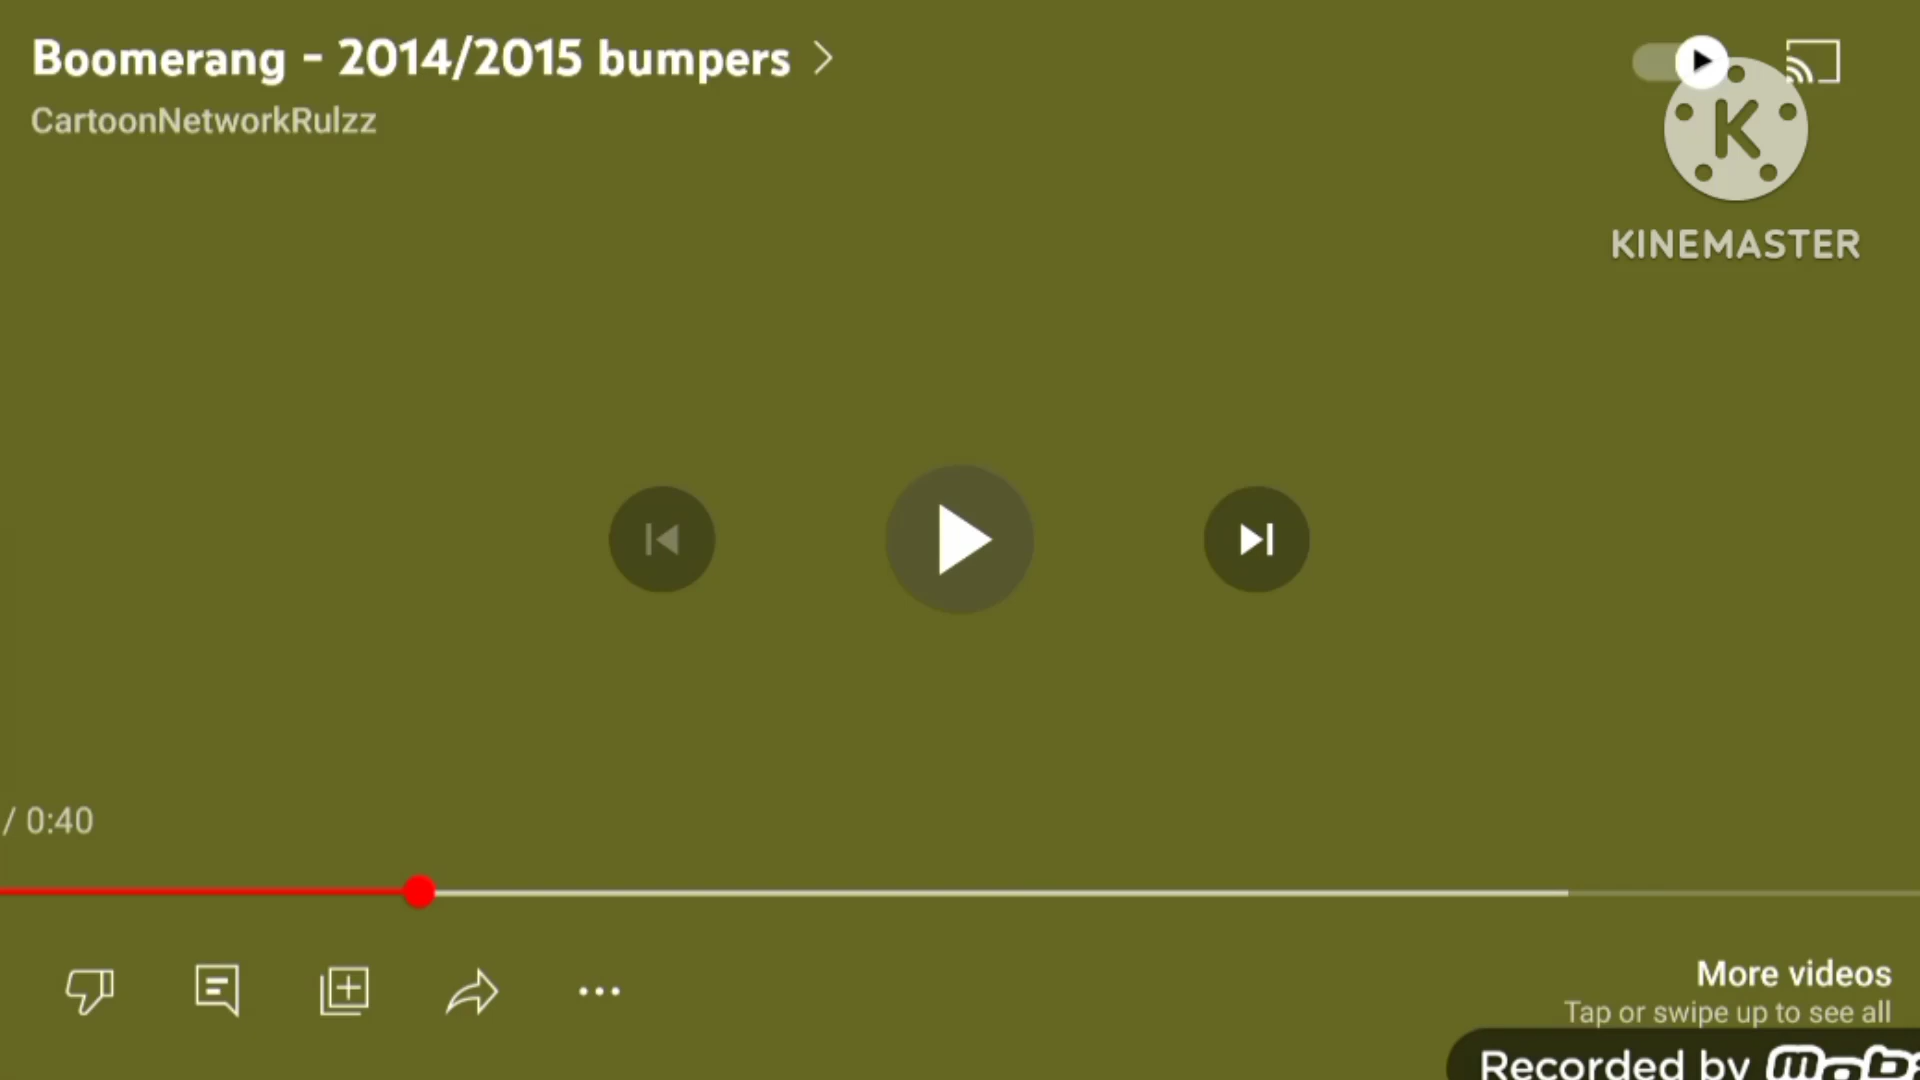 Boomerang - 2014/2015 bumpers
CartoonNetworkRulzz
K
KINEMASTER
/ 0:40
More videos
Tap or swipe up to see all
Recorded by